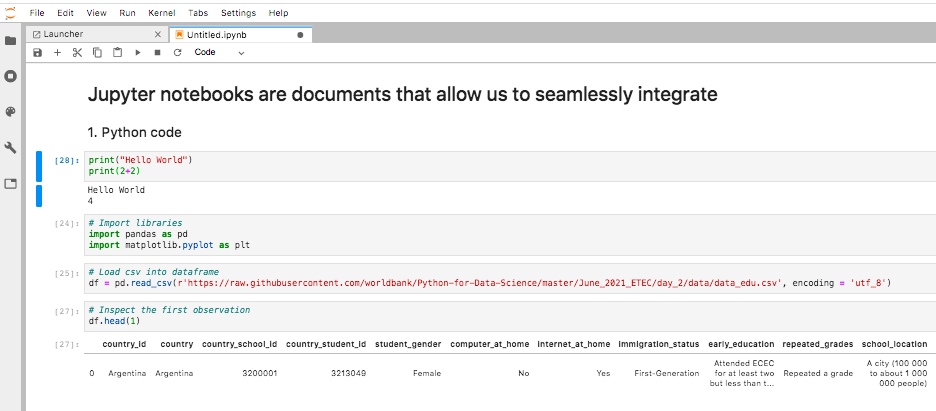 File Edit View Run Kernel Tabs Settings Help
Launcher Untitled.ipynb
Code
Jupyter notebooks are documents that allow us to seamlessly integrate
1. Python code
[28]: print("Hello World")
print(2+2)
Hello World
4
[24]: # Import libraries
import pandas as pd
import matplotlib.pyplot as plt
[25]: # Load csv into dataframe
df = pd.read_csv(r'https://raw.githubusercontent.com/worldbank/Python-for-Data-Science/master/June_2021_ETEC/day_2/data/data_edu.csv', encoding = 'utf_8')
[27]: # Inspect the first observation
df.head(1)
[27]: country_id country country_school_id country_student_id student_gender computer_at_home internet_at_home immigration_status early_education repeated_grades school_location
0 Argentina Argentina 3200001 3213049 Female No Yes First-Generation Attended ECEC for at least two but less than t... Repeated a grade A city (100 000 to about 1 000 000 people)